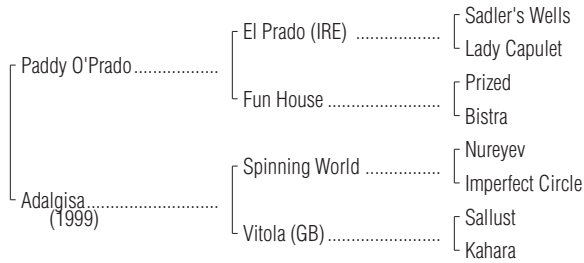 Sadler's Wells
El Prado (IRE) ..................
Lady Capulet
Paddy O'Prado..................
Prized
Fun House ........................
Bistra
Nureyev
Spinning World ................
Imperfect Circle
Adalgisa............................
(1999)
Sallust
Vitola (GB)........................
Kahara